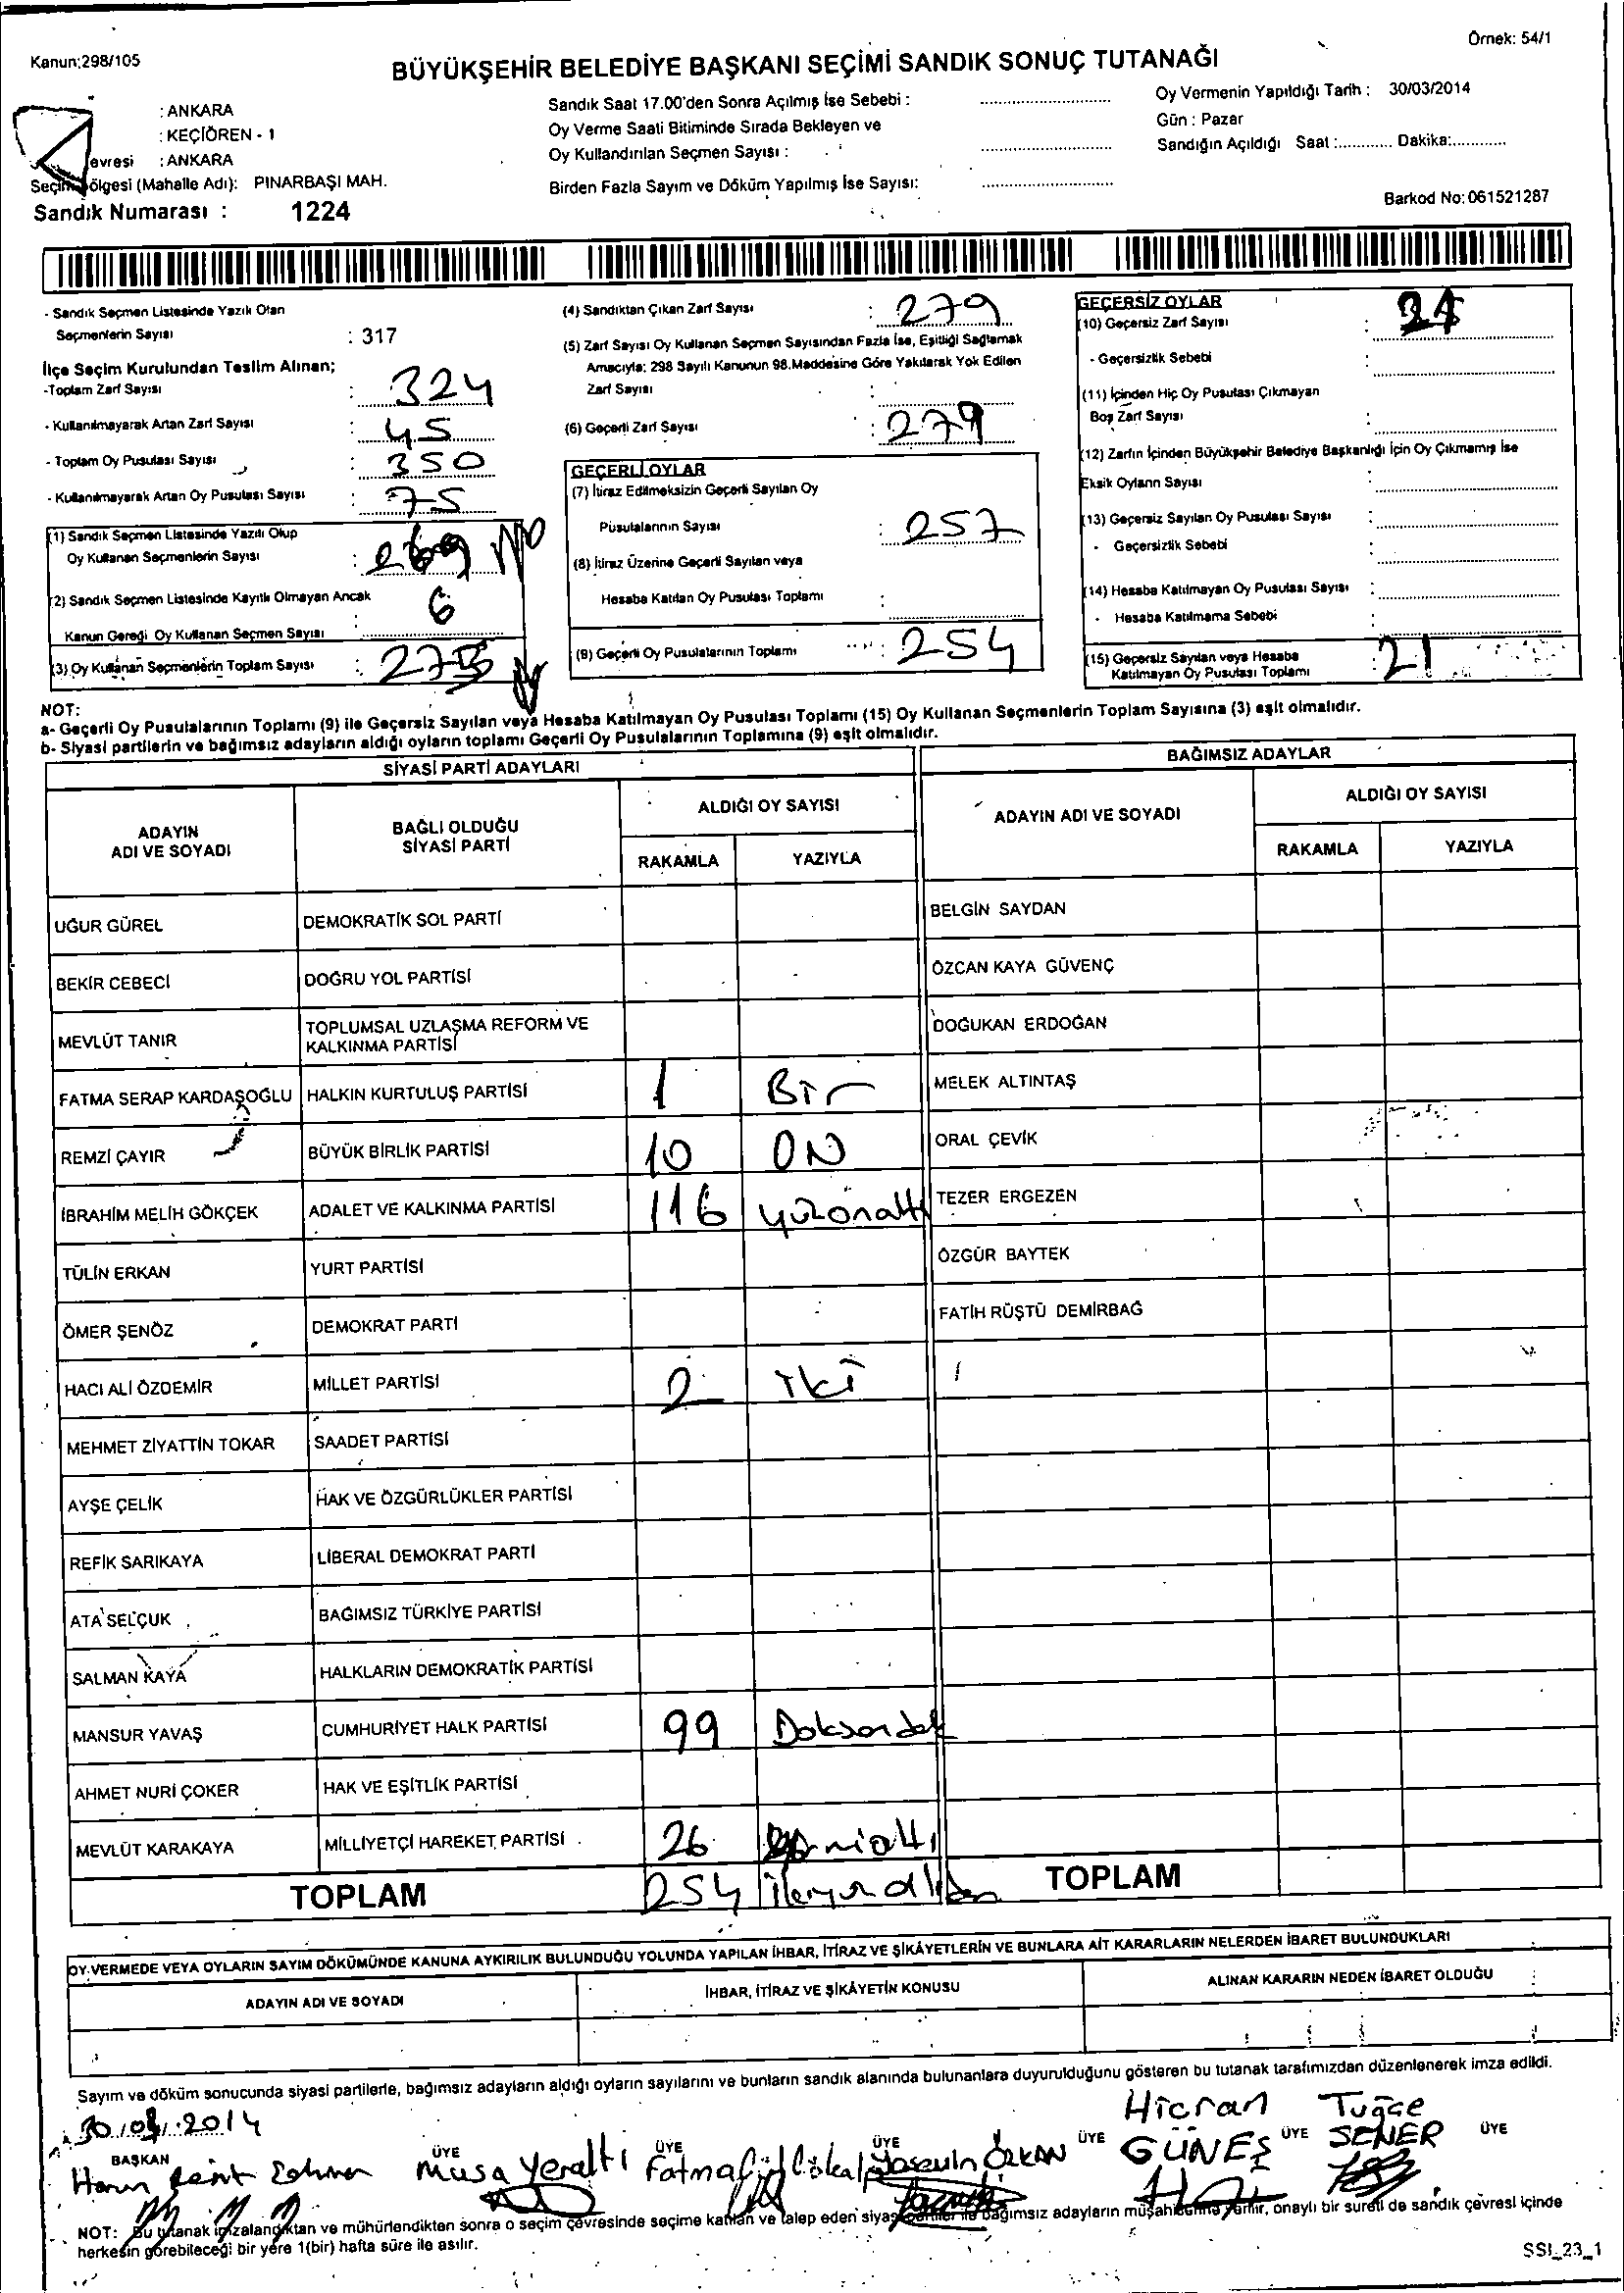 Kanun;298/105
Örnek: 54/1
BÜYÜKŞEHİR BELEDİYE BAŞKANI SEÇİMİ SANDIK SONUÇ TUTANAĞI
: ANKARA
: KEÇİÖREN - 1
evresi : ANKARA
Seçim ölgesi (Mahalle Adı): PINARBAŞI MAH.
Sandık Numarası : 1224
Sandık Saat 17.00'den Sonra Açılmış İse Sebebi :
Oy Verme Saati Bitiminde Sırada Bekleyen ve
Oy Kullandırılan Seçmen Sayısı :
Birden Fazla Sayım ve Döküm Yapılmış İse Sayısı:
Oy Vermenin Yapıldığı Tarih : 30/03/2014
Gün : Pazar
Sandığın Açıldığı Saat :............ Dakika:............
Barkod No: 061521287
- Sandık Seçmen Listesinde Yazılı Olan
Seçmenlerin Sayısı : 317
İlçe Seçim Kurulundan Teslim Alınan;
-Toplam Zarf Sayısı : 324
- Kullanılmayarak Artan Zarf Sayısı : 45
- Toplam Oy Pusulası Sayısı : 350
- Kullanılmayarak Artan Oy Pusulası Sayısı : 75
(1) Sandık Seçmen Listesinde Yazılı Olup
Oy Kullanan Seçmenlerin Sayısı : 269
(2) Sandık Seçmen Listesinde Kayıtlı Olmayan Ancak
Kanun Gereği Oy Kullanan Seçmen Sayısı : 6
(3) Oy Kullanan Seçmenlerin Toplam Sayısı : 275
(4) Sandıktan Çıkan Zarf Sayısı : 279
(5) Zarf Sayısı Oy Kullanan Seçmen Sayısından Fazla İse, Eşitliği Sağlamak
Amacıyla; 298 Sayılı Kanunun 98.Maddesine Göre Yakılarak Yok Edilen
Zarf Sayısı :
(6) Geçerli Zarf Sayısı : 279
GEÇERLİ OYLAR
(7) İtiraz Edilmeksizin Geçerli Sayılan Oy
Pusulalarının Sayısı : 257
(8) İtiraz Üzerine Geçerli Sayılan veya
Hesaba Katılan Oy Pusulası Toplamı :
(9) Geçerli Oy Pusulalarının Toplamı : 254
GEÇERSİZ OYLAR
(10) Geçersiz Zarf Sayısı :
- Geçersizlik Sebebi :
(11) İçinden Hiç Oy Pusulası Çıkmayan
Boş Zarf Sayısı :
(12) Zarfın İçinden Büyükşehir Belediye Başkanlığı İçin Oy Çıkmamış İse
Eksik Oyların Sayısı :
(13) Geçersiz Sayılan Oy Pusulası Sayısı :
- Geçersizlik Sebebi :
(14) Hesaba Katılmayan Oy Pusulası Sayısı :
- Hesaba Katılmama Sebebi :
(15) Geçersiz Sayılan veya Hesaba
Katılmayan Oy Pusulası Toplamı : 21
NOT:
a- Geçerli Oy Pusulalarının Toplamı (9) ile Geçersiz Sayılan veya Hesaba Katılmayan Oy Pusulası Toplamı (15) Oy Kullanan Seçmenlerin Toplam Sayısına (3) eşit olmalıdır.
b- Siyasi partilerin ve bağımsız adayların aldığı oyların toplamı Geçerli Oy Pusulalarının Toplamına (9) eşit olmalıdır.
SİYASİ PARTİ ADAYLARI
ADAYIN ADI VE SOYADI
BAĞLI OLDUĞU SİYASİ PARTİ
ALDIĞI OY SAYISI
RAKAMLA YAZIYLA
UĞUR GÜREL DEMOKRATİK SOL PARTİ
BEKİR CEBECİ DOĞRU YOL PARTİSİ
MEVLÜT TANIR TOPLUMSAL UZLAŞMA REFORM VE KALKINMA PARTİSİ
FATMA SERAP KARDAŞOĞLU HALKIN KURTULUŞ PARTİSİ 1 Bir
REMZİ ÇAYIR BÜYÜK BİRLİK PARTİSİ 10 ON
İBRAHİM MELİH GÖKÇEK ADALET VE KALKINMA PARTİSİ 116 yüzonaltı
TÜLİN ERKAN YURT PARTİSİ
ÖMER ŞENÖZ DEMOKRAT PARTİ
HACI ALİ ÖZDEMİR MİLLET PARTİSİ 2 iki
MEHMET ZİYATTİN TOKAR SAADET PARTİSİ
AYŞE ÇELİK HAK VE ÖZGÜRLÜKLER PARTİSİ
REFİK SARIKAYA LİBERAL DEMOKRAT PARTİ
ATA SELÇUK BAĞIMSIZ TÜRKİYE PARTİSİ
SALMAN KAYA HALKLARIN DEMOKRATİK PARTİSİ
MANSUR YAVAŞ CUMHURİYET HALK PARTİSİ 99 Doksandok
AHMET NURİ ÇOKER HAK VE EŞİTLİK PARTİSİ
MEVLÜT KARAKAYA MİLLİYETÇİ HAREKET PARTİSİ 26
TOPLAM 254
BAĞIMSIZ ADAYLAR
ADAYIN ADI VE SOYADI
ALDIĞI OY SAYISI
RAKAMLA YAZIYLA
BELGİN SAYDAN
ÖZCAN KAYA GÜVENÇ
DOĞUKAN ERDOĞAN
MELEK ALTINTAŞ
ORAL ÇEVİK
TEZER ERGEZEN
ÖZGÜR BAYTEK
FATİH RÜŞTÜ DEMİRBAĞ
TOPLAM
OY VERMEDE VEYA OYLARIN SAYIM DÖKÜMÜNDE KANUNA AYKIRILIK BULUNDUĞU YOLUNDA YAPILAN İHBAR, İTİRAZ VE ŞİKÂYETLERİN VE BUNLARA AİT KARARLARIN NELERDEN İBARET BULUNDUKLARI
ADAYIN ADI VE SOYADI İHBAR, İTİRAZ VE ŞİKÂYETİN KONUSU ALINAN KARARIN NEDEN İBARET OLDUĞU
Sayım ve döküm sonucunda siyasi partilerle, bağımsız adayların aldığı oyların sayılarını ve bunların sandık alanında bulunanlara duyurulduğunu gösteren bu tutanak tarafımızdan düzenlenerek imza edildi.
30/03/2014
BAŞKAN ÜYE ÜYE ÜYE ÜYE ÜYE ÜYE
Musa Yeraltı
ÖZKAN
Hicran GÜNEŞ
Tuğçe ŞENER
NOT: Bu tutanak imzalandıktan ve mühürlendikten sonra o seçim çevresinde seçime katılan ve talep eden siyasi partiler ile bağımsız adayların müşahitlerine verilir, onaylı bir sureti de sandık çevresi içinde
herkesin görebileceği bir yere 1(bir) hafta süre ile asılır.
SSI_23_1